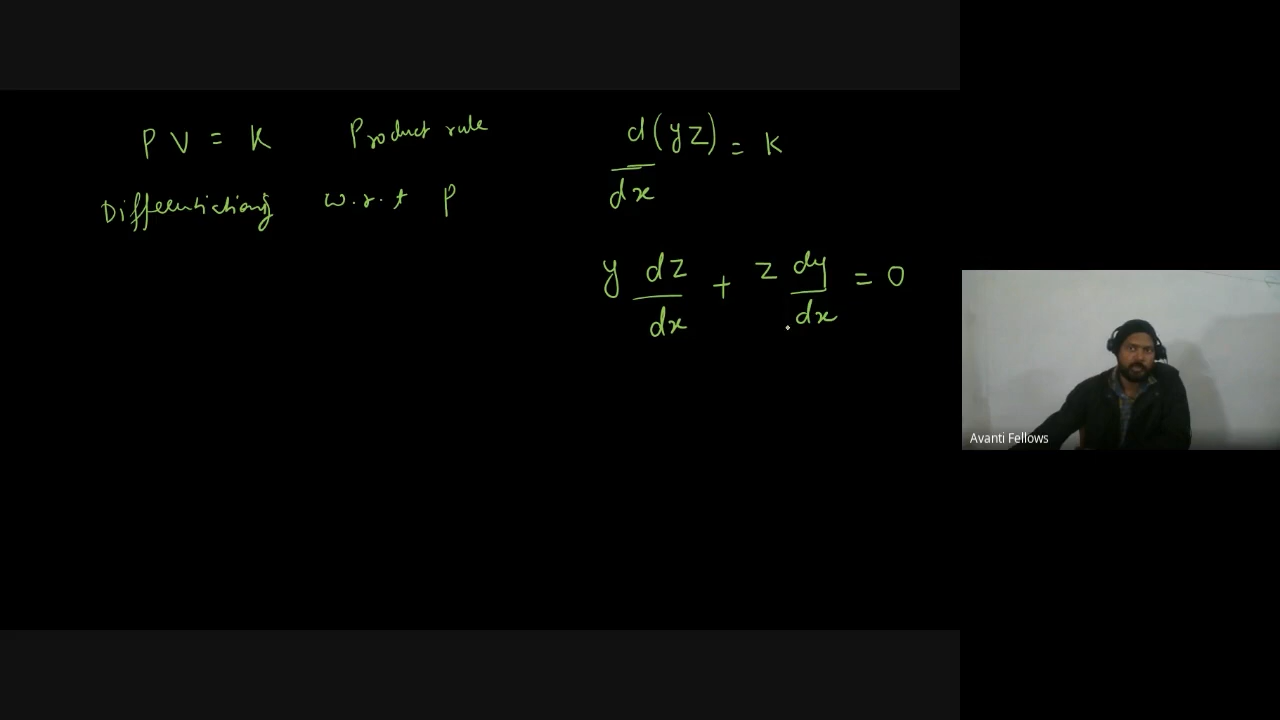 PV = K Product rule
Differentiating w.r.t P
d(yz)/dx = K
y dz/dx + z dy/dx = 0
Avanti Fellows